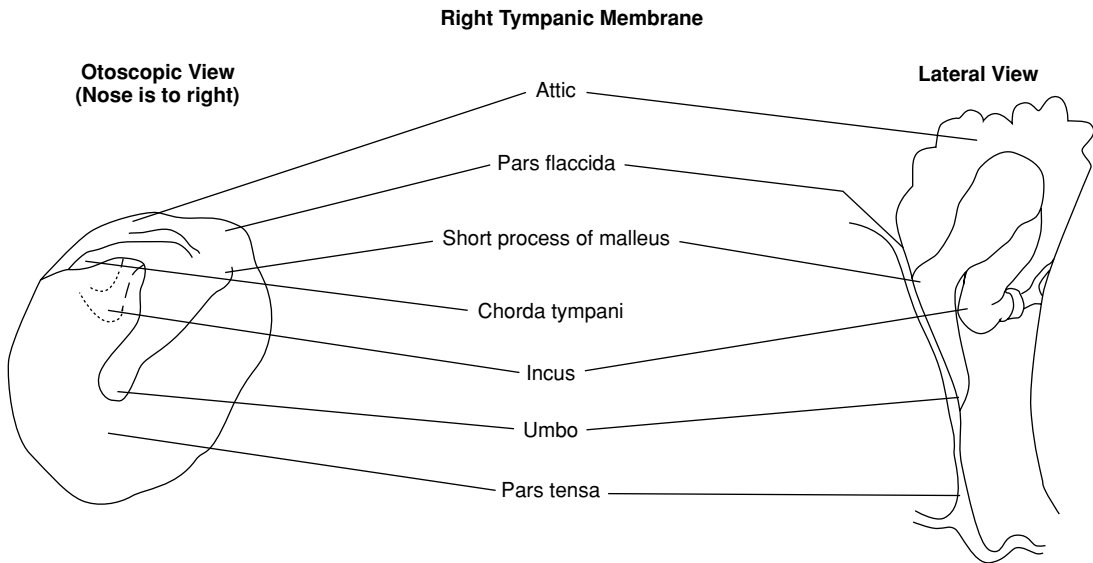 Right Tympanic Membrane
Otoscopic View
(Nose is to right)
Lateral View
Attic
Pars flaccida
Short process of malleus
Chorda tympani
Incus
Umbo
Pars tensa